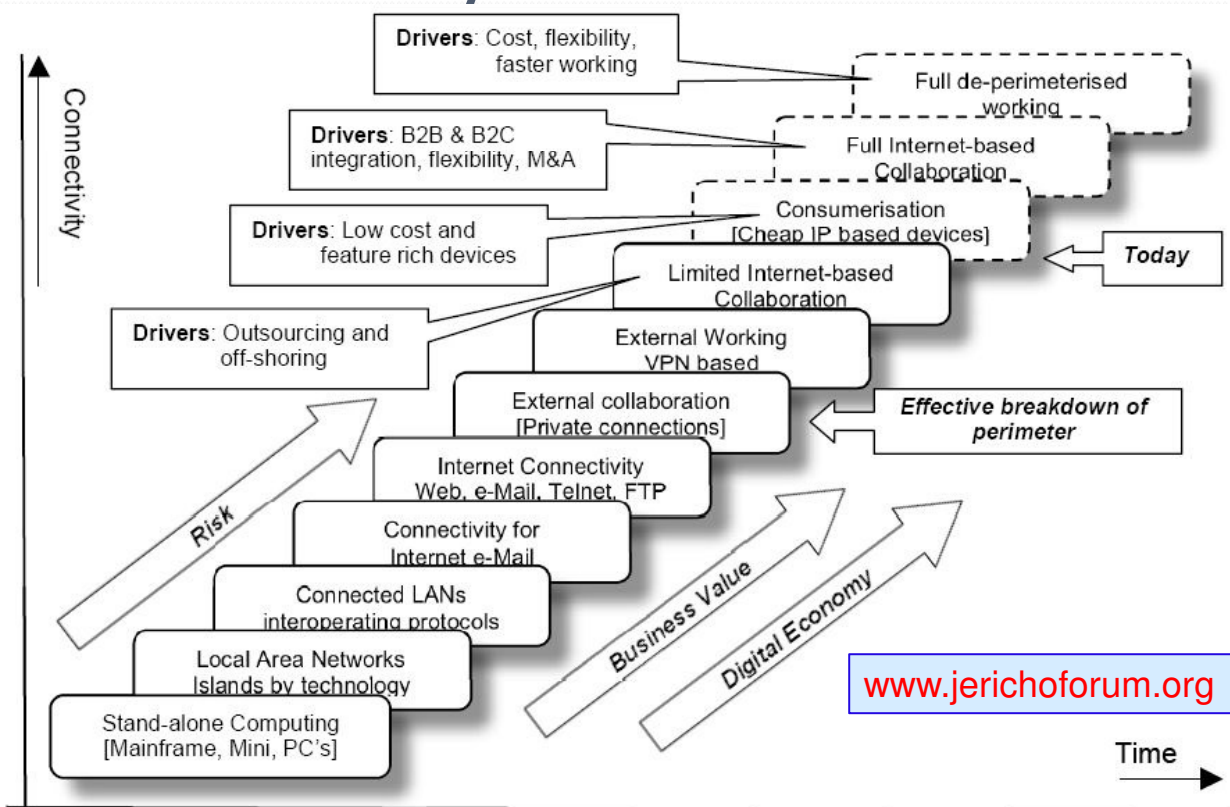 Drivers: Cost, flexibility,
faster working
Full de-perimeterised
working
Connectivity
Drivers: B2B & B2C
integration, flexibility, M&A
Full Internet-based
Collaboration
Drivers: Low cost and
feature rich devices
Consumerisation
[Cheap IP based devices]
Today
Limited Internet-based
Collaboration
Drivers: Outsourcing and
off-shoring
External Working
VPN based
External collaboration
[Private connections]
Effective breakdown of
perimeter
Internet Connectivity
Web, e-Mail, Telnet, FTP
Risk
Connectivity for
Internet e-Mail
Connected LANs
interoperating protocols
Business Value
Digital Economy
Local Area Networks
Islands by technology
www.jerichoforum.org
Stand-alone Computing
[Mainframe, Mini, PC's]
Time